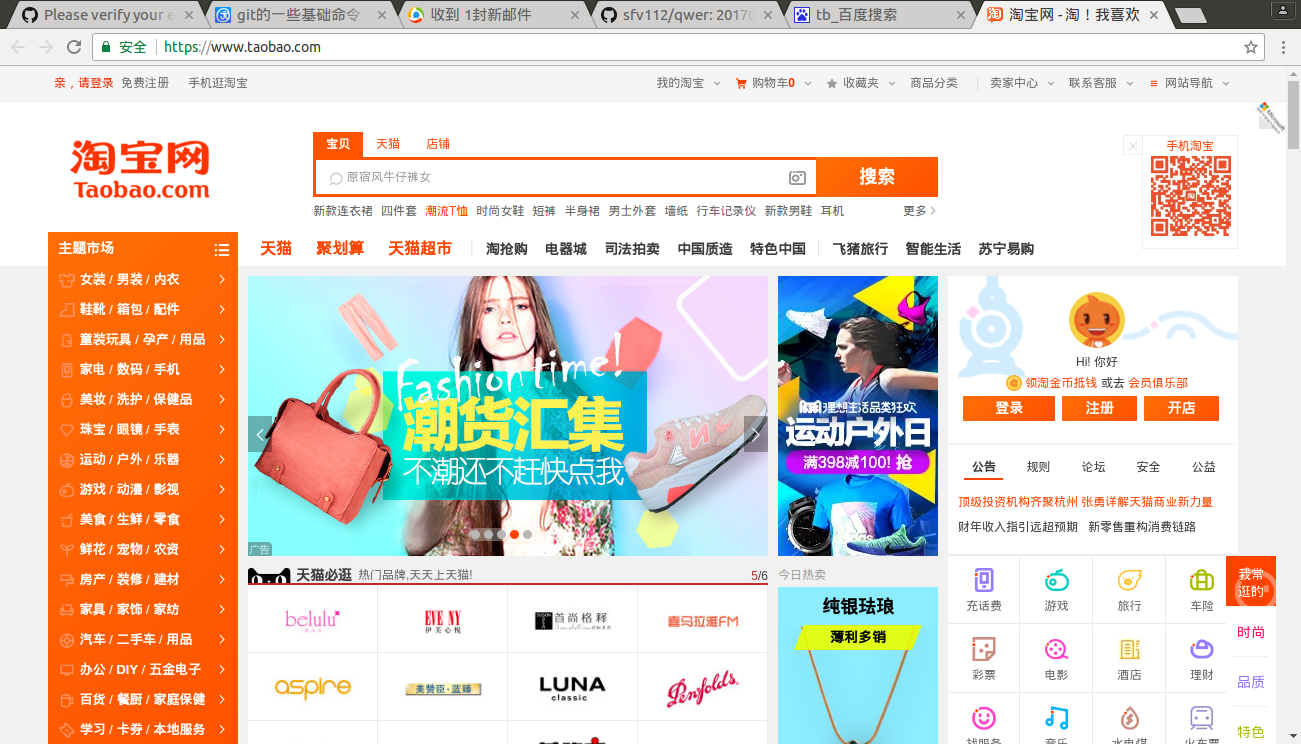 Please verify your e
git的一些基础命令 -
收到 1封新邮件
sfv112/qwer: 2017
tb_百度搜索
淘宝网 - 淘！我喜欢
安全 https://www.taobao.com
亲，请登录 免费注册 手机逛淘宝 我的淘宝 购物车0 收藏夹 商品分类 卖家中心 联系客服 网站导航
Microsoft
淘宝网
Taobao.com
宝贝 天猫 店铺
原宿风牛仔裤女 搜索
新款连衣裙 四件套 潮流T恤 时尚女鞋 短裤 半身裙 男士外套 墙纸 行车记录仪 新款男鞋 耳机 更多
手机淘宝
主题市场
天猫 聚划算 天猫超市 淘抢购 电器城 司法拍卖 中国质造 特色中国 飞猪旅行 智能生活 苏宁易购
女装 / 男装 / 内衣
鞋靴 / 箱包 / 配件
童装玩具 / 孕产 / 用品
家电 / 数码 / 手机
美妆 / 洗护 / 保健品
珠宝 / 眼镜 / 手表
运动 / 户外 / 乐器
游戏 / 动漫 / 影视
美食 / 生鲜 / 零食
鲜花 / 宠物 / 农资
房产 / 装修 / 建材
家具 / 家饰 / 家纺
汽车 / 二手车 / 用品
办公 / DIY / 五金电子
百货 / 餐厨 / 家庭保健
学习 / 卡券 / 本地服务
Fashion time!
潮货汇集
不潮还不赶快点我
广告
理想生活品类狂欢
运动户外日
满398减100! 抢
Hi! 你好
领淘金币抵钱 或去 会员俱乐部
登录 注册 开店
公告 规则 论坛 安全 公益
顶级投资机构齐聚杭州 张勇详解天猫商业新力量
财年收入指引远超预期 新零售重构消费链路
天猫必逛 热门品牌,天天上天猫! 5/6
今日热卖
belulu
EVE NY
伊芙心悦
首尚格释
喜马拉雅FM
aspire
美赞臣·蓝臻
LUNA
classic
Penfolds
纯银珐琅
薄利多销
充话费 游戏 旅行 车险
彩票 电影 酒店 理财
找服务 音乐 水电煤 火车票
我常
逛的
时尚
品质
特色